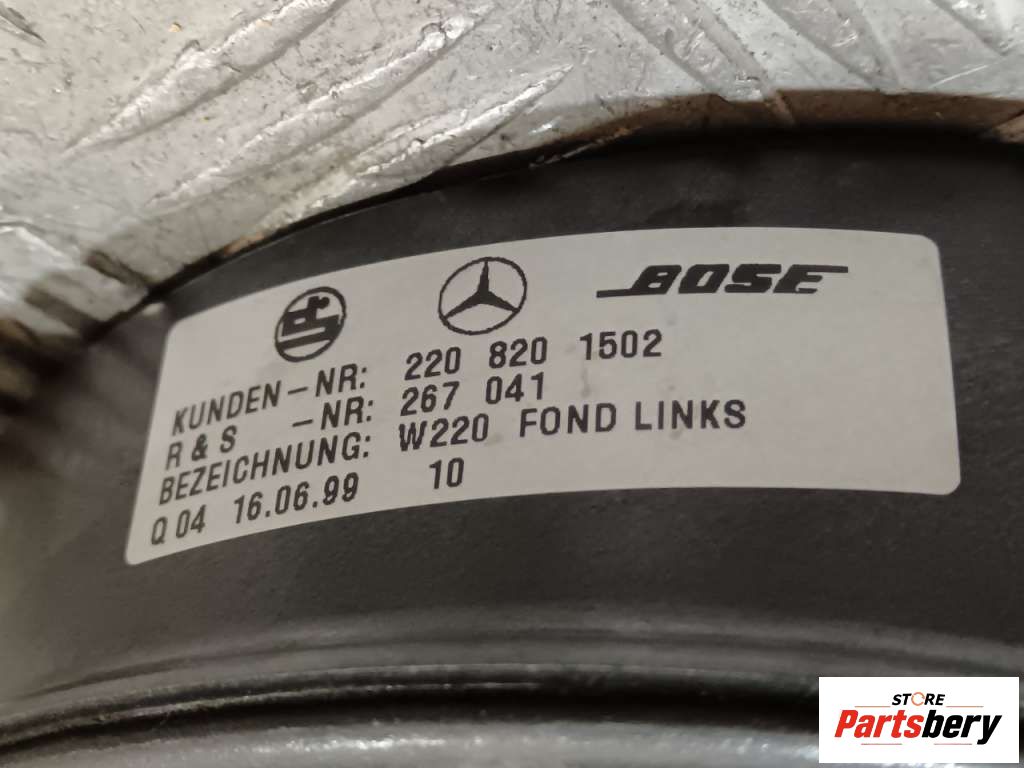 BOSE
KUNDEN-NR: 220 820 1502
R & S -NR: 267 041
BEZEICHNUNG: W220 FOND LINKS
Q 04 16.06.99 10
STORE
Partsbery